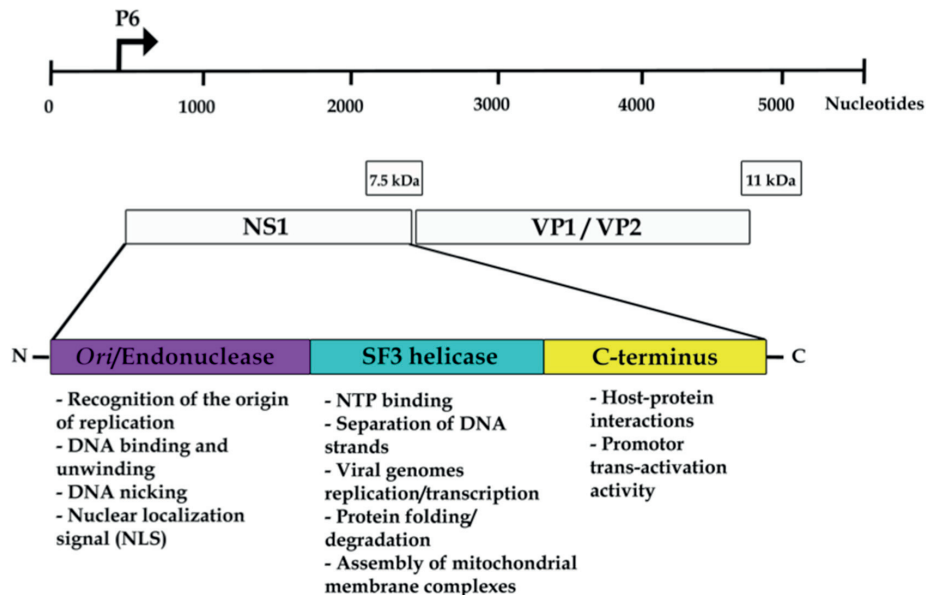 P6
0 1000 2000 3000 4000 5000 Nucleotides
7.5 kDa 11 kDa
NS1 VP1 / VP2
N Ori/Endonuclease SF3 helicase C-terminus C
- Recognition of the origin
of replication
- DNA binding and
unwinding
- DNA nicking
- Nuclear localization
signal (NLS)
- NTP binding
- Separation of DNA
strands
- Viral genomes
replication/transcription
- Protein folding/
degradation
- Assembly of mitochondrial
membrane complexes
- Host-protein
interactions
- Promotor
trans-activation
activity